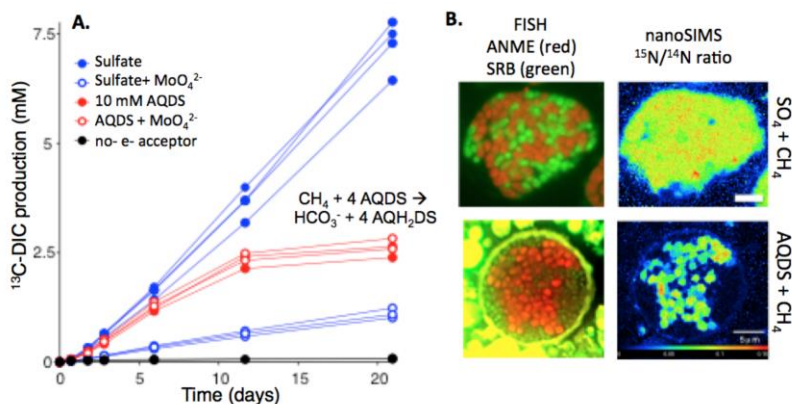 A.
7.5
5
2.5
0
0
5
10
15
20
¹³C-DIC production (mM)
Time (days)
Sulfate
Sulfate+ MoO₄²⁻
10 mM AQDS
AQDS + MoO₄²⁻
no- e- acceptor
CH₄ + 4 AQDS →
HCO₃⁻ + 4 AQH₂DS
B.
FISH
ANME (red)
SRB (green)
nanoSIMS
¹⁵N/¹⁴N ratio
SO₄ + CH₄
AQDS + CH₄
5μm